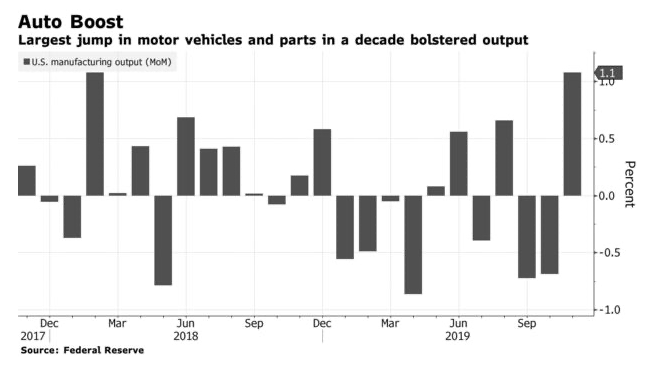 Auto Boost
Largest jump in motor vehicles and parts in a decade bolstered output
U.S. manufacturing output (MoM)
1.1
1.0
0.5
0.0
-0.5
-1.0
Percent
Dec Mar Jun Sep Dec Mar Jun Sep
2017 2018 2019
Source: Federal Reserve